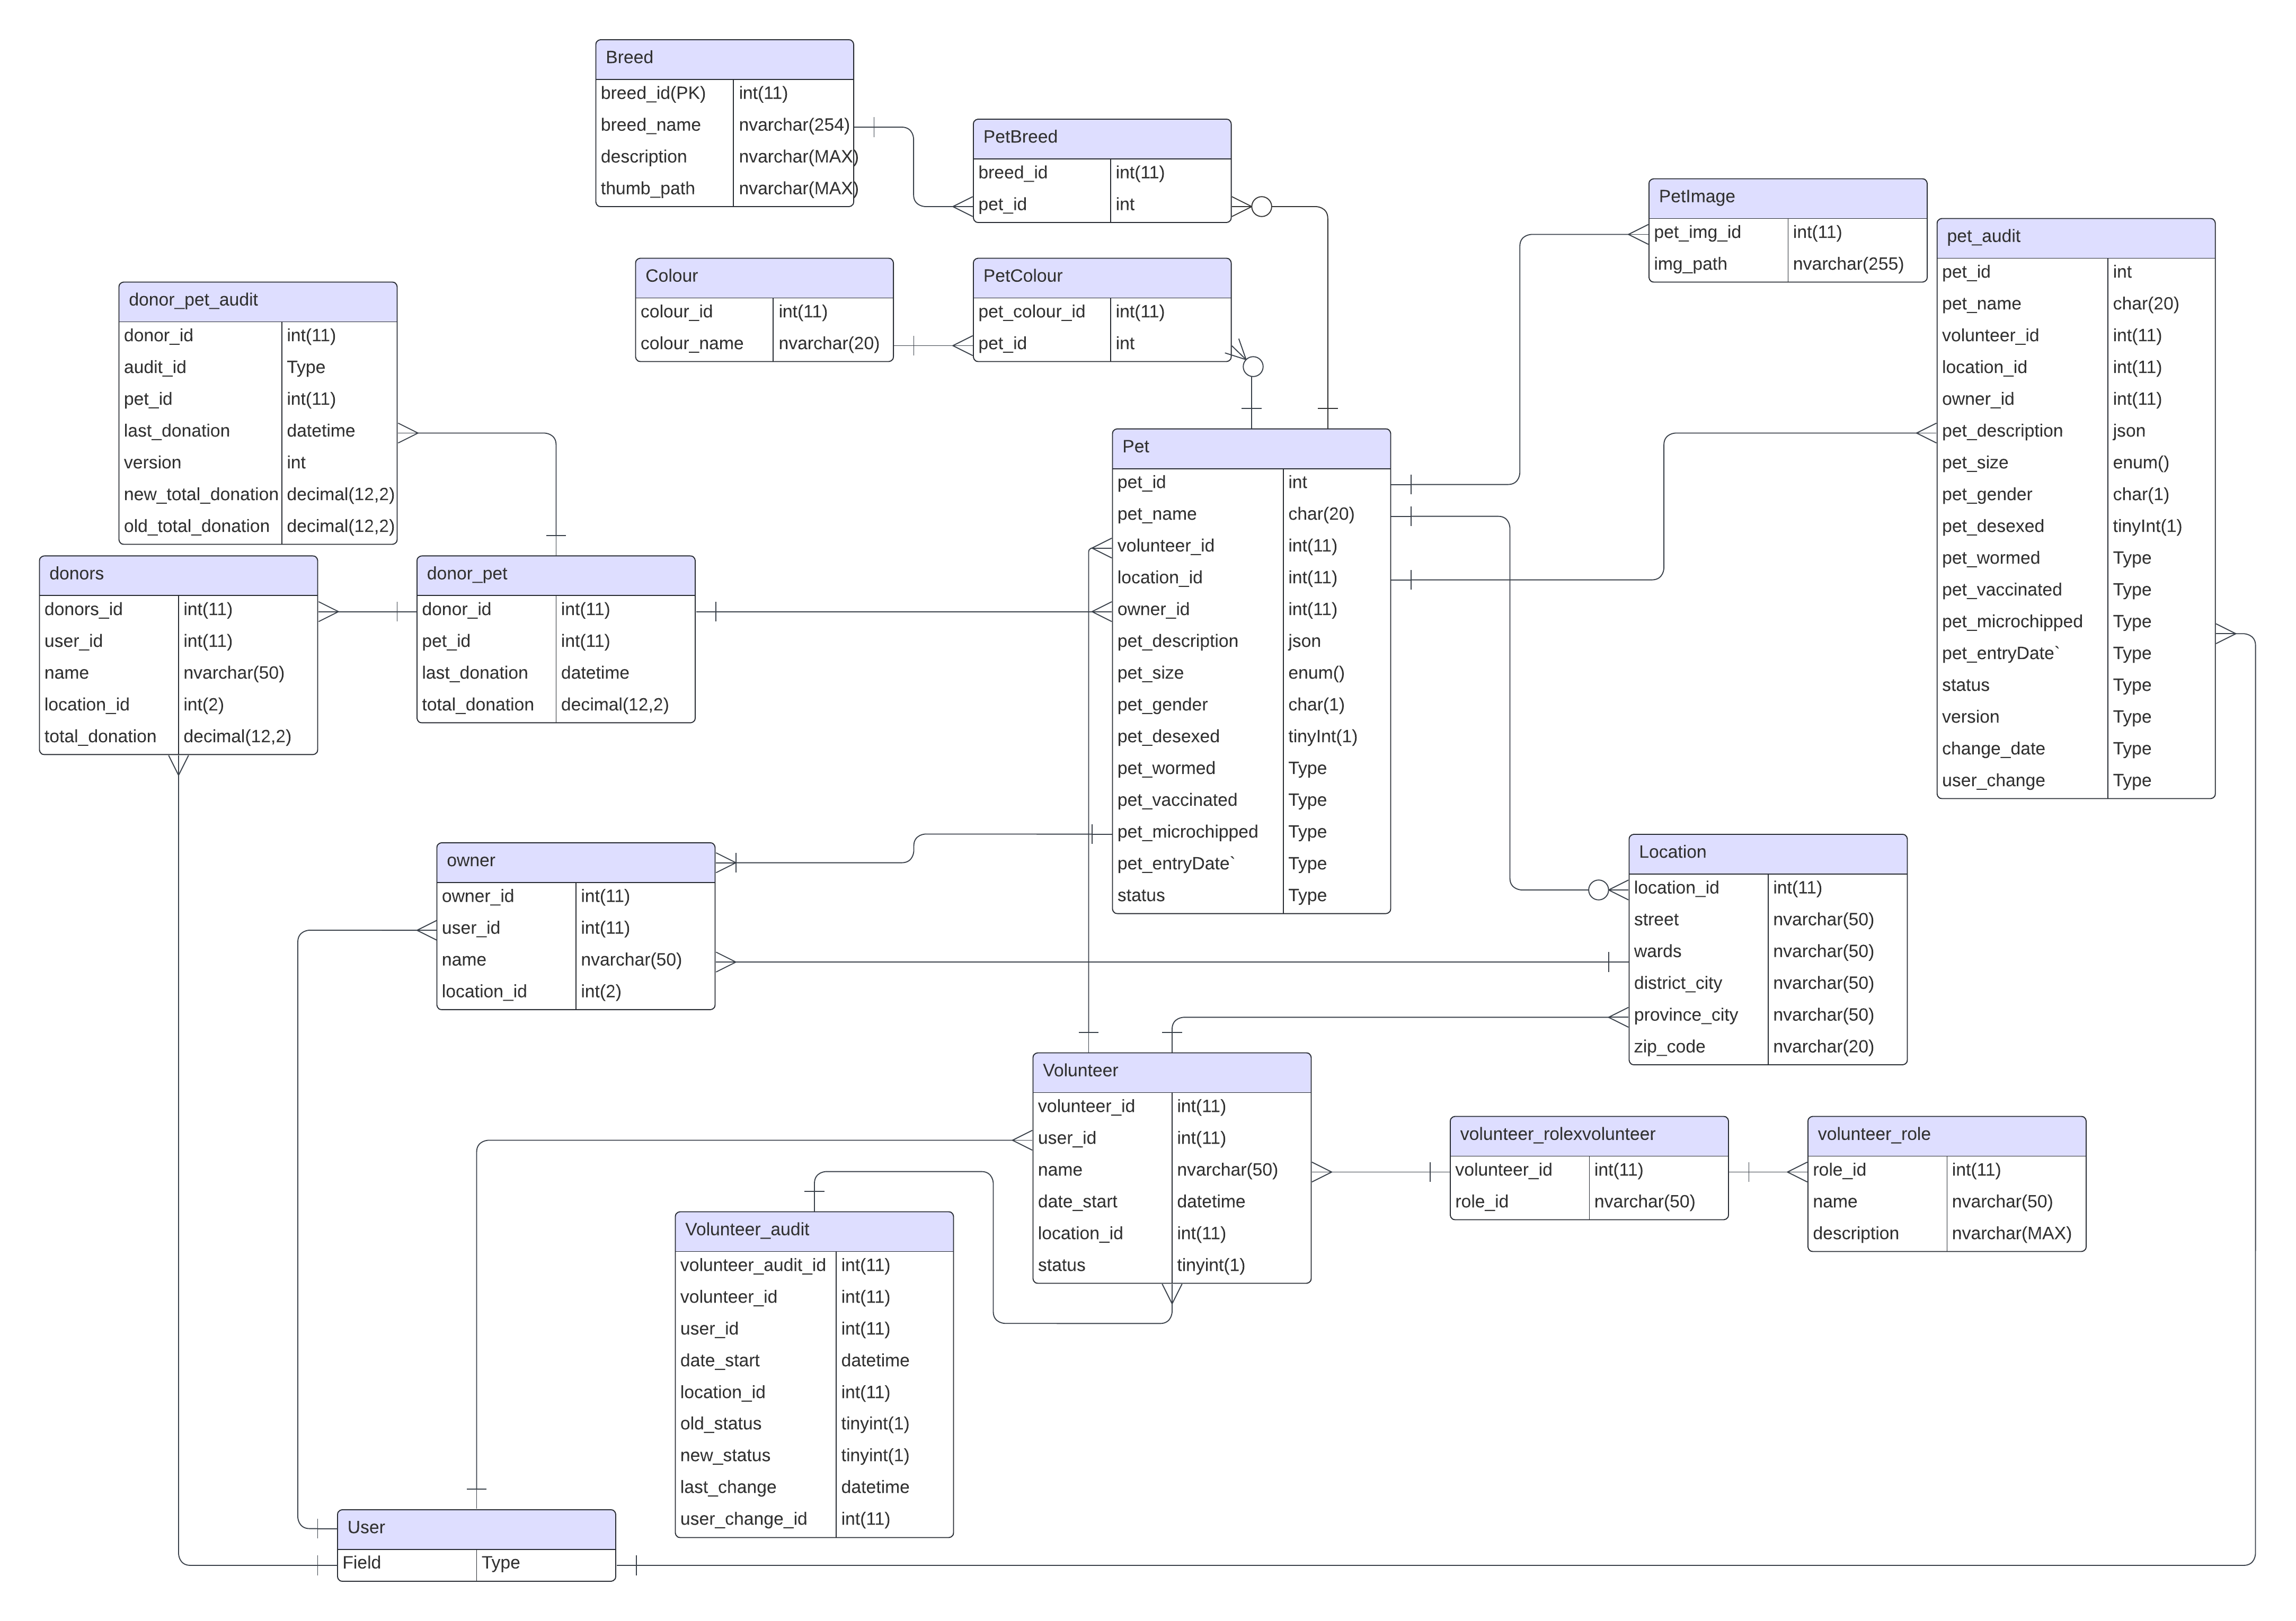 Breed
breed_id(PK) int(11)
breed_name nvarchar(254)
description nvarchar(MAX)
thumb_path nvarchar(MAX)
PetBreed
breed_id int(11)
pet_id int
PetImage
pet_img_id int(11)
img_path nvarchar(255)
pet_audit
pet_id int
pet_name char(20)
volunteer_id int(11)
location_id int(11)
owner_id int(11)
pet_description json
pet_size enum()
pet_gender char(1)
pet_desexed tinyInt(1)
pet_wormed Type
pet_vaccinated Type
pet_microchipped Type
pet_entryDate` Type
status Type
version Type
change_date Type
user_change Type
Colour
colour_id int(11)
colour_name nvarchar(20)
PetColour
pet_colour_id int(11)
pet_id int
donor_pet_audit
donor_id int(11)
audit_id Type
pet_id int(11)
last_donation datetime
version int
new_total_donation decimal(12,2)
old_total_donation decimal(12,2)
Pet
pet_id int
pet_name char(20)
volunteer_id int(11)
location_id int(11)
owner_id int(11)
pet_description json
pet_size enum()
pet_gender char(1)
pet_desexed tinyInt(1)
pet_wormed Type
pet_vaccinated Type
pet_microchipped Type
pet_entryDate` Type
status Type
donors
donors_id int(11)
user_id int(11)
name nvarchar(50)
location_id int(2)
total_donation decimal(12,2)
donor_pet
donor_id int(11)
pet_id int(11)
last_donation datetime
total_donation decimal(12,2)
owner
owner_id int(11)
user_id int(11)
name nvarchar(50)
location_id int(2)
Location
location_id int(11)
street nvarchar(50)
wards nvarchar(50)
district_city nvarchar(50)
province_city nvarchar(50)
zip_code nvarchar(20)
Volunteer
volunteer_id int(11)
user_id int(11)
name nvarchar(50)
date_start datetime
location_id int(11)
status tinyint(1)
volunteer_rolexvolunteer
volunteer_id int(11)
role_id nvarchar(50)
volunteer_role
role_id int(11)
name nvarchar(50)
description nvarchar(MAX)
Volunteer_audit
volunteer_audit_id int(11)
volunteer_id int(11)
user_id int(11)
date_start datetime
location_id int(11)
old_status tinyint(1)
new_status tinyint(1)
last_change datetime
user_change_id int(11)
User
Field Type